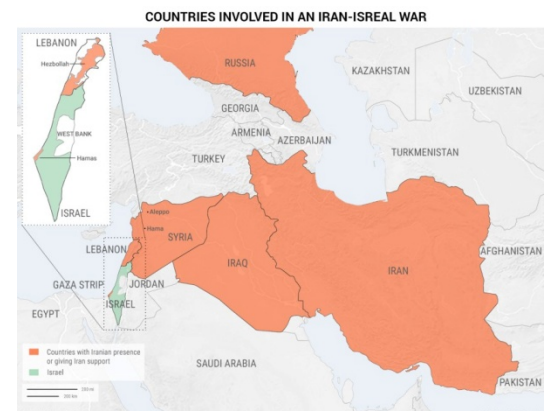 COUNTRIES INVOLVED IN AN IRAN-ISREAL WAR
LEBANON
Hezbollah
WEST BANK
Hamas
ISRAEL
RUSSIA
KAZAKHSTAN
UZBEKISTAN
GEORGIA
ARMENIA
AZERBAIJAN
TURKEY
TURKMENISTAN
Aleppo
Hama
SYRIA
LEBANON
IRAQ
IRAN
AFGHANISTAN
GAZA STRIP
JORDAN
ISRAEL
EGYPT
SAUDI ARABIA
PAKISTAN
Countries with Iranian presence
or giving Iran support
Israel